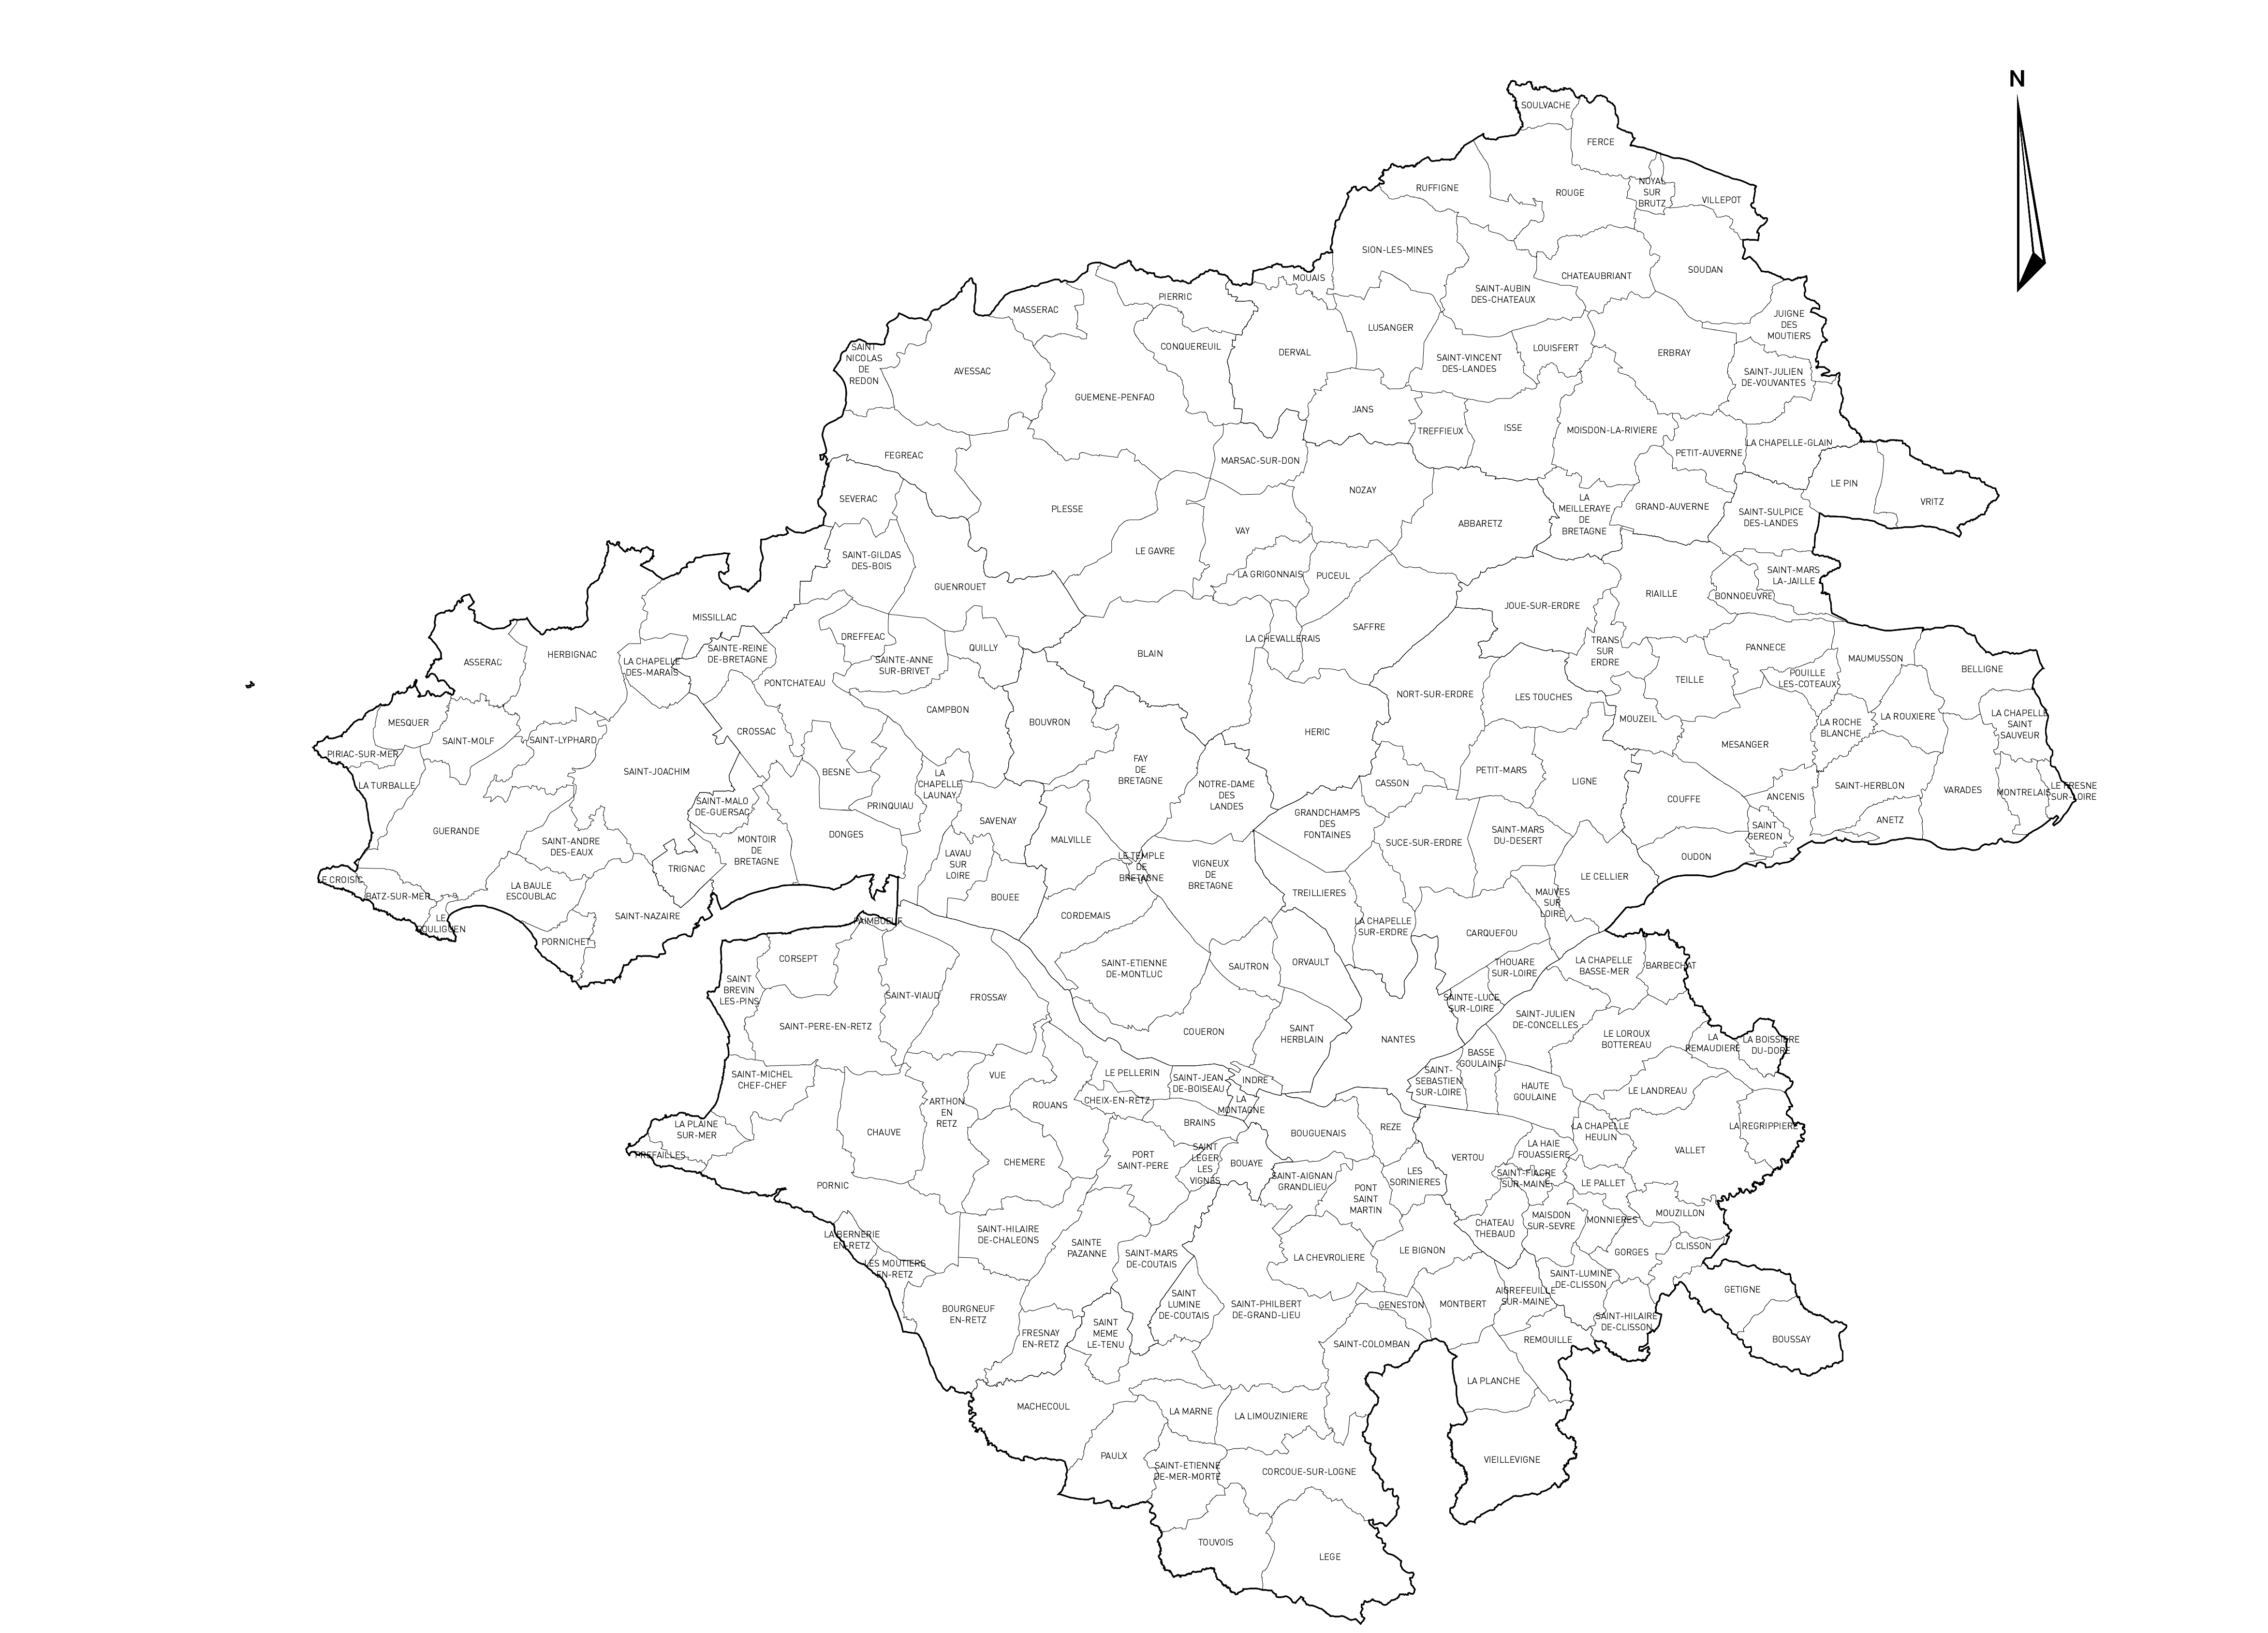 N
SOULVACHE
FERCE
RUFFIGNE
ROUGE
NOYAL
SUR
BRUTZ
VILLEPOT
SION-LES-MINES
SOUDAN
CHATEAUBRIANT
MOUAIS
SAINT-AUBIN
DES-CHATEAUX
PIERRIC
MASSERAC
JUIGNE
DES
MOUTIERS
LUSANGER
CONQUEREUIL
DERVAL
LOUISFERT
ERBRAY
SAINT
NICOLAS
DE
REDON
AVESSAC
SAINT-VINCENT
DES-LANDES
SAINT-JULIEN
DE-VOUVANTES
GUEMENE-PENFAO
JANS
TREFFIEUX
ISSE
MOISDON-LA-RIVIERE
LA CHAPELLE-GLAIN
PETIT-AUVERNE
FEGREAC
MARSAC-SUR-DON
LE PIN
NOZAY
SEVERAC
VRITZ
PLESSE
LA
MEILLERAYE
DE
BRETAGNE
GRAND-AUVERNE
SAINT-SULPICE
DES-LANDES
ABBARETZ
VAY
LE GAVRE
SAINT-GILDAS
DES-BOIS
LA GRIGONNAIS
PUCEUL
SAINT-MARS
LA-JAILLE
GUENROUET
RIAILLE
BONNOEUVRE
JOUE-SUR-ERDRE
MISSILLAC
SAFFRE
DREFFEAC
LA CHEVALLERAIS
TRANS
SUR
ERDRE
PANNECE
QUILLY
SAINTE-REINE
DE-BRETAGNE
BLAIN
HERBIGNAC
ASSERAC
LA CHAPELLE
-DES-MARAIS
SAINTE-ANNE
SUR-BRIVET
MAUMUSSON
BELLIGNE
POUILLE
LES-COTEAUX
TEILLE
PONTCHATEAU
NORT-SUR-ERDRE
LES TOUCHES
CAMPBON
MESQUER
BOUVRON
MOUZEIL
LA ROCHE
BLANCHE
LA ROUXIERE
LA CHAPELLE
SAINT
SAUVEUR
CROSSAC
HERIC
SAINT-MOLF
SAINT-LYPHARD
MESANGER
PIRIAC-SUR-MER
SAINT-JOACHIM
BESNE
FAY
DE
BRETAGNE
PETIT-MARS
LIGNE
CASSON
LA TURBALLE
LA
CHAPELLE
LAUNAY
NOTRE-DAME
DES
LANDES
SAINT-HERBLON
VARADES
MONTRELAIS
LE FRESNE
SUR-LOIRE
COUFFE
ANCENIS
SAINT-MALO
DE-GUERSAC
PRINQUIAU
SAVENAY
GRANDCHAMPS
DES
FONTAINES
ANETZ
GUERANDE
SAINT
GEREON
DONGES
MALVILLE
SUCE-SUR-ERDRE
SAINT-MARS
DU-DESERT
SAINT-ANDRE
DES-EAUX
MONTOIR
DE
BRETAGNE
OUDON
LAVAU
SUR
LOIRE
LE TEMPLE
DE
BRETAGNE
VIGNEUX
DE
BRETAGNE
TRIGNAC
LE CELLIER
LE CROISIC
LA BAULE
ESCOUBLAC
TREILLIERES
BATZ-SUR-MER
BOUEE
MAUVES
SUR
LOIRE
LE
POULIGUEN
SAINT-NAZAIRE
CORDEMAIS
PAIMBOEUF
LA CHAPELLE
SUR-ERDRE
CARQUEFOU
PORNICHET
CORSEPT
SAINT-ETIENNE
DE-MONTLUC
SAUTRON
ORVAULT
THOUARE
SUR-LOIRE
LA CHAPELLE
BASSE-MER
BARBECHAT
SAINT
BREVIN
LES-PINS
SAINT-VIAUD
FROSSAY
SAINTE-LUCE
SUR-LOIRE
SAINT-PERE-EN-RETZ
COUERON
SAINT
HERBLAIN
NANTES
SAINT-JULIEN
DE-CONCELLES
LE LOROUX
BOTTEREAU
LA
REMAUDIERE
LA BOISSIERE
DU-DORE
BASSE
GOULAINE
SAINT-MICHEL
CHEF-CHEF
VUE
LE PELLERIN
SAINT-JEAN
DE-BOISEAU
INDRE
SAINT-
SEBASTIEN
SUR-LOIRE
HAUTE
GOULAINE
LE LANDREAU
ARTHON
EN
RETZ
ROUANS
CHEIX-EN-RETZ
LA
MONTAGNE
LA PLAINE
SUR-MER
CHAUVE
BRAINS
BOUGUENAIS
REZE
LA CHAPELLE
HEULIN
LA REGRIPPIERE
PREFAILLES
CHEMERE
PORT
SAINT-PERE
SAINT
LEGER
LES
VIGNES
BOUAYE
VERTOU
LA HAIE
FOUASSIERE
VALLET
PORNIC
SAINT-AIGNAN
GRANDLIEU
LES
SORINIERES
SAINT-FIACRE
SUR-MAINE
LE PALLET
PONT
SAINT
MARTIN
MOUZILLON
CHATEAU
THEBAUD
MAISDON
SUR-SEVRE
MONNIERES
LA BERNERIE
EN-RETZ
SAINT-HILAIRE
DE-CHALEONS
SAINTE
PAZANNE
SAINT-MARS
DE-COUTAIS
LA CHEVROLIERE
LE BIGNON
GORGES
CLISSON
LES MOUTIERS
EN-RETZ
SAINT-LUMINE
DE-CLISSON
GETIGNE
BOURGNEUF
EN-RETZ
SAINT
LUMINE
DE-COUTAIS
SAINT-PHILBERT
DE-GRAND-LIEU
GENESTON
MONTBERT
AIGREFEUILLE
SUR-MAINE
SAINT-HILAIRE
DE-CLISSON
FRESNAY
EN-RETZ
SAINT
MEME
LE-TENU
SAINT-COLOMBAN
REMOUILLE
BOUSSAY
LA PLANCHE
MACHECOUL
LA MARNE
LA LIMOUZINIERE
PAULX
SAINT-ETIENNE
DE-MER-MORTE
CORCOUE-SUR-LOGNE
VIEILLEVIGNE
TOUVOIS
LEGE